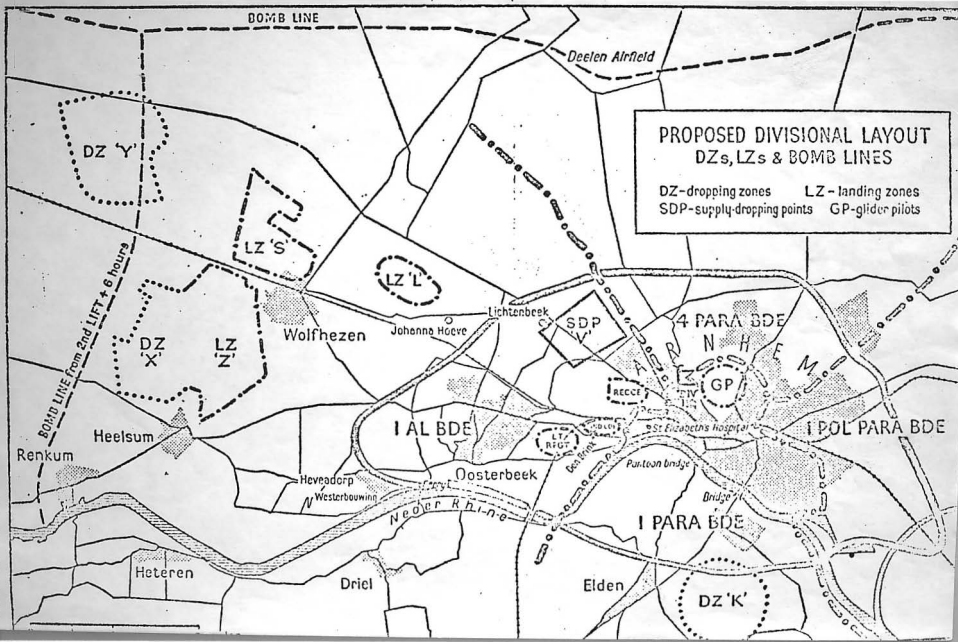 BOMB LINE
Deelen Airfield
PROPOSED DIVISIONAL LAYOUT
DZs, LZs & BOMB LINES
DZ-dropping zones LZ-landing zones
SDP-supply-dropping points GP-glider pilots
DZ 'Y'
BOMB LINE from 2nd LIFT + 6 hours
LZ 'S'
LZ 'L'
Wolfhezen
Johanna Hoeve
Lichtenbeek
SDP
'V'
4 PARA BDE
ARNHEM
DZ
'X'
LZ
'Z'
RECCE
DIV
GP
Heelsum
Renkum
1 AL BDE
LT/
REGT
St Elizabeth's Hospital
1 POL PARA BDE
Heveadorp
Westerbouwing
Oosterbeek
Pontoon bridge
Bridge
Neder Rhine
1 PARA BDE
Heteren
Driel
Elden
DZ 'K'